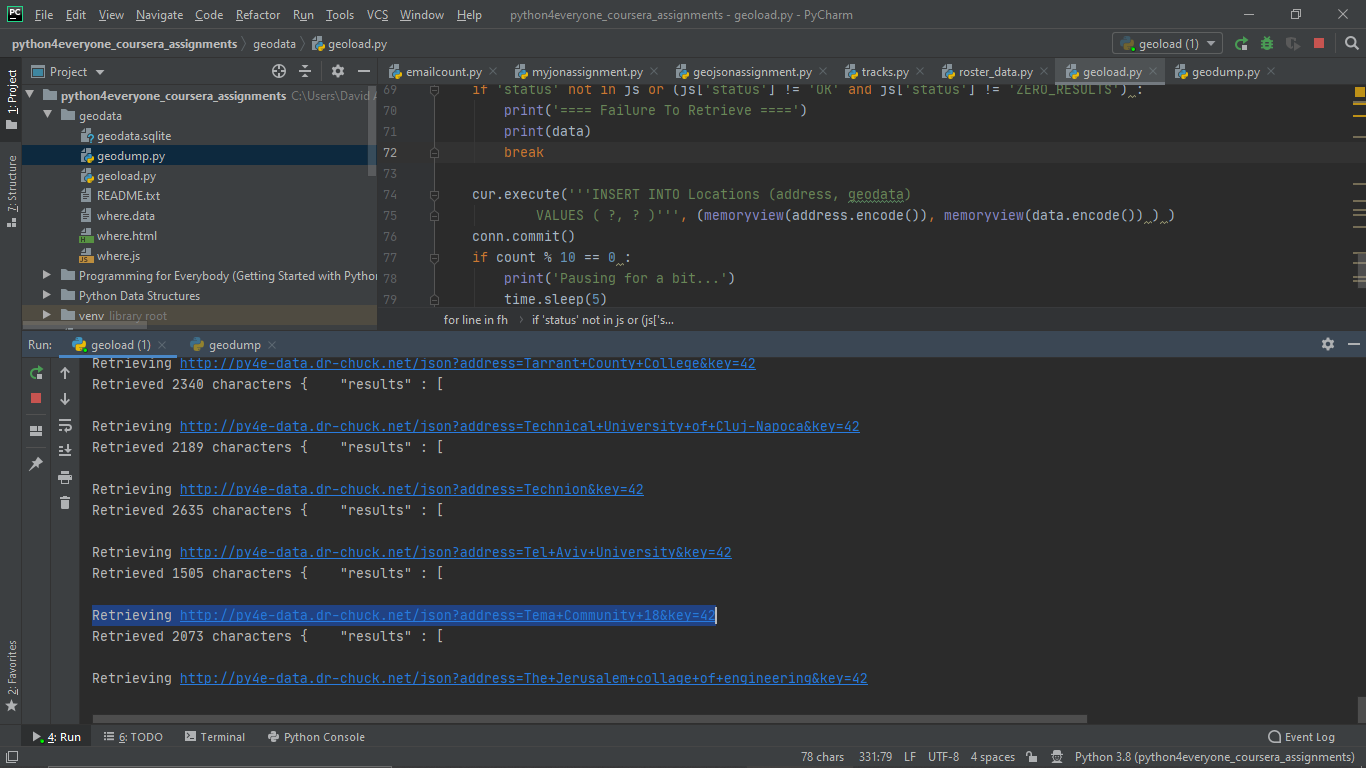 PC File Edit View Navigate Code Refactor Run Tools VCS Window Help python4everyone_coursera_assignments - geoload.py - PyCharm
python4everyone_coursera_assignments geodata geoload.py geoload (1)
Project emailcount.py myjonassignment.py geojsonassignment.py tracks.py roster_data.py geoload.py geodump.py
1: Project
7: Structure
2: Favorites
python4everyone_coursera_assignments C:\Users\David A
geodata
geodata.sqlite
geodump.py
geoload.py
README.txt
where.data
where.html
where.js
Programming for Everybody (Getting Started with Python
Python Data Structures
venv library root
69 if 'status' not in js or (js['status'] != 'OK' and js['status'] != 'ZERO_RESULTS') :
70 print('==== Failure To Retrieve ====')
71 print(data)
72 break
73
74 cur.execute('''INSERT INTO Locations (address, geodata)
75 VALUES ( ?, ? )''', (memoryview(address.encode()), memoryview(data.encode()) ) )
76 conn.commit()
77 if count % 10 == 0 :
78 print('Pausing for a bit...')
79 time.sleep(5)
for line in fh if 'status' not in js or (js['s...
Run: geoload (1) geodump
Retrieving http://py4e-data.dr-chuck.net/json?address=Tarrant+County+College&key=42
Retrieved 2340 characters { "results" : [
Retrieving http://py4e-data.dr-chuck.net/json?address=Technical+University+of+Cluj-Napoca&key=42
Retrieved 2189 characters { "results" : [
Retrieving http://py4e-data.dr-chuck.net/json?address=Technion&key=42
Retrieved 2635 characters { "results" : [
Retrieving http://py4e-data.dr-chuck.net/json?address=Tel+Aviv+University&key=42
Retrieved 1505 characters { "results" : [
Retrieving http://py4e-data.dr-chuck.net/json?address=Tema+Community+18&key=42
Retrieved 2073 characters { "results" : [
Retrieving http://py4e-data.dr-chuck.net/json?address=The+Jerusalem+collage+of+engineering&key=42
4: Run 6: TODO Terminal Python Console Event Log
78 chars 331:79 LF UTF-8 4 spaces Python 3.8 (python4everyone_coursera_assignments)